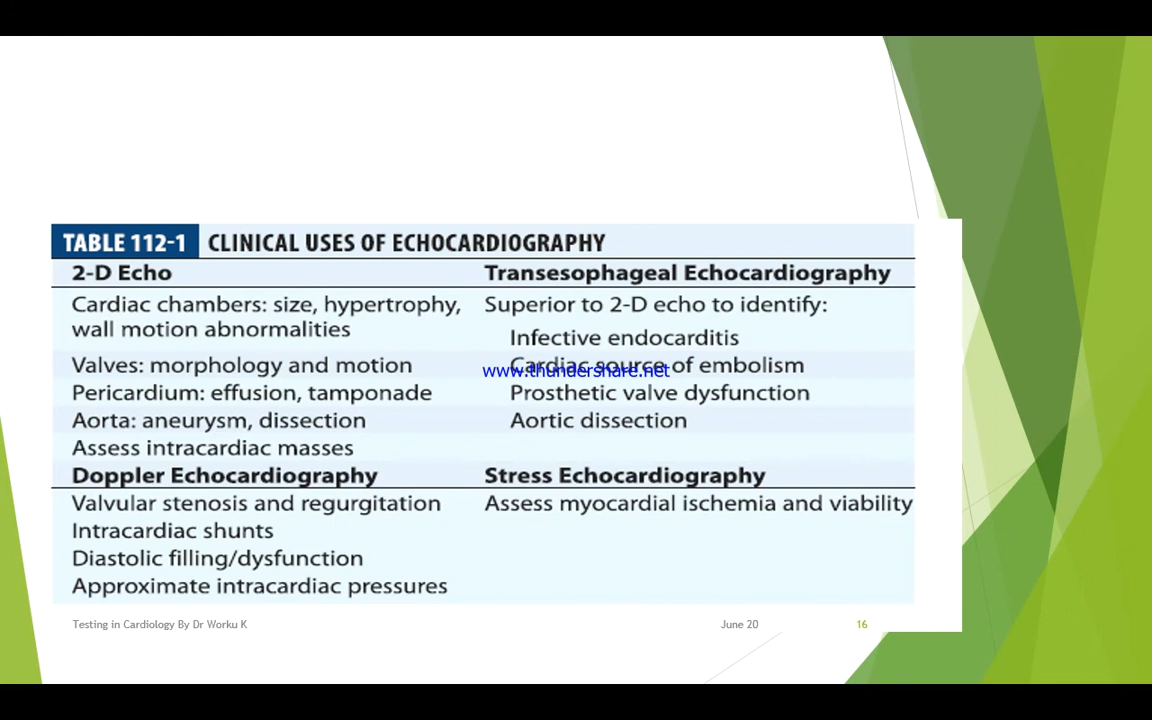 TABLE 112-1 CLINICAL USES OF ECHOCARDIOGRAPHY
2-D Echo
Cardiac chambers: size, hypertrophy,
wall motion abnormalities
Valves: morphology and motion
Pericardium: effusion, tamponade
Aorta: aneurysm, dissection
Assess intracardiac masses
Transesophageal Echocardiography
Superior to 2-D echo to identify:
Infective endocarditis
Cardiac source of embolism
www.thundershare.net
Prosthetic valve dysfunction
Aortic dissection
Doppler Echocardiography
Valvular stenosis and regurgitation
Intracardiac shunts
Diastolic filling/dysfunction
Approximate intracardiac pressures
Stress Echocardiography
Assess myocardial ischemia and viability
Testing in Cardiology By Dr Worku K
June 20
16